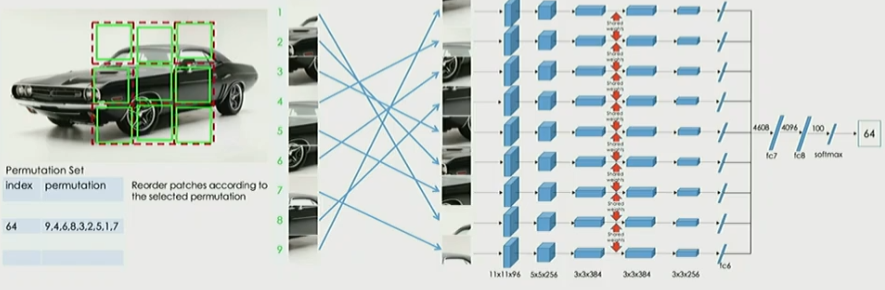 Permutation Set
index permutation
64 9,4,6,8,3,2,5,1,7
Reorder patches according to
the selected permutation
1
2
3
4
5
6
7
8
9
Shared
weights
Shared
weights
Shared
weights
Shared
weights
Shared
weights
Shared
weights
Shared
weights
Shared
weights
11x11x96 5x5x256 3x3x384 3x3x384 3x3x256
fc6
4608 4096 100
fc7 fc8 softmax
64